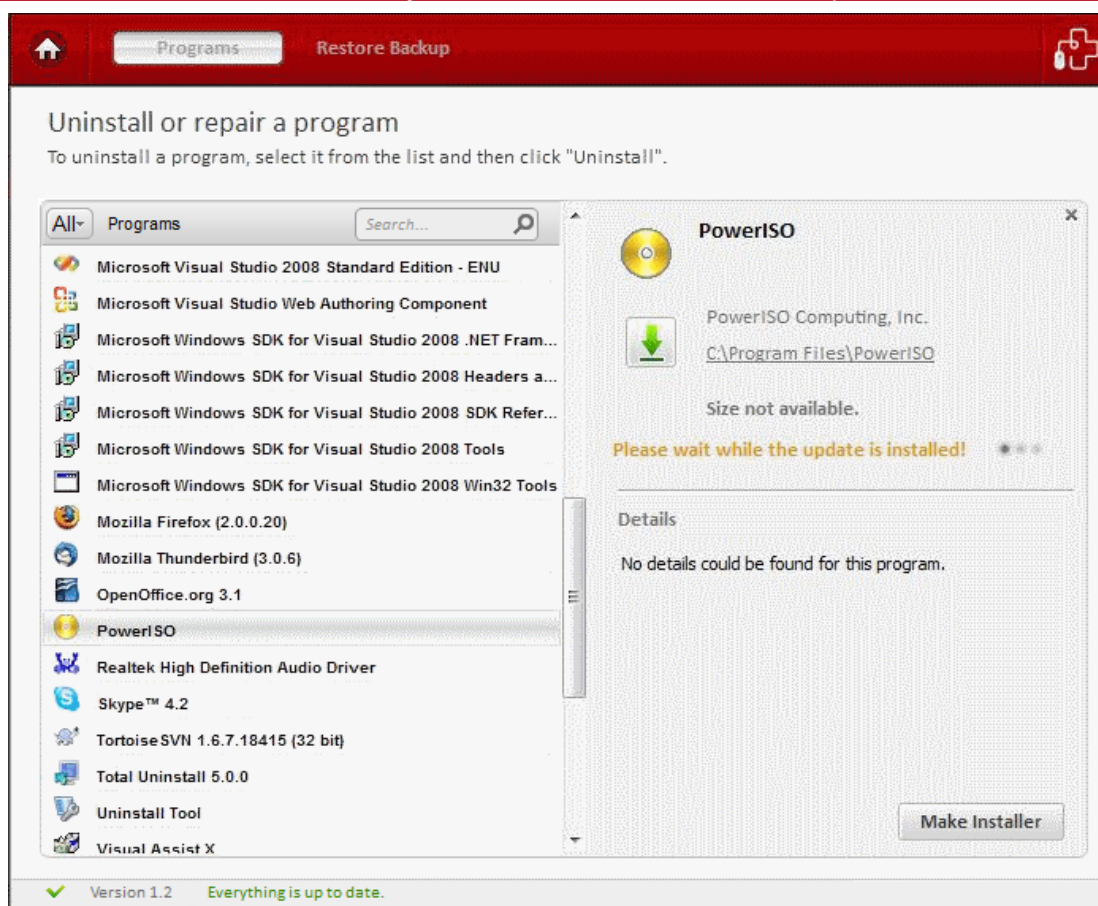 Programs
Restore Backup
Uninstall or repair a program
To uninstall a program, select it from the list and then click "Uninstall".
All
Programs
Search...
Microsoft Visual Studio 2008 Standard Edition - ENU
Microsoft Visual Studio Web Authoring Component
Microsoft Windows SDK for Visual Studio 2008 .NET Fram...
Microsoft Windows SDK for Visual Studio 2008 Headers a...
Microsoft Windows SDK for Visual Studio 2008 SDK Refer...
Microsoft Windows SDK for Visual Studio 2008 Tools
Microsoft Windows SDK for Visual Studio 2008 Win32 Tools
Mozilla Firefox (2.0.0.20)
Mozilla Thunderbird (3.0.6)
OpenOffice.org 3.1
PowerISO
Realtek High Definition Audio Driver
Skype™ 4.2
TortoiseSVN 1.6.7.18415 (32 bit)
Total Uninstall 5.0.0
Uninstall Tool
Visual Assist X
PowerISO
PowerISO Computing, Inc.
C:\Program Files\PowerISO
Size not available.
Please wait while the update is installed!
Details
No details could be found for this program.
Make Installer
Version 1.2
Everything is up to date.